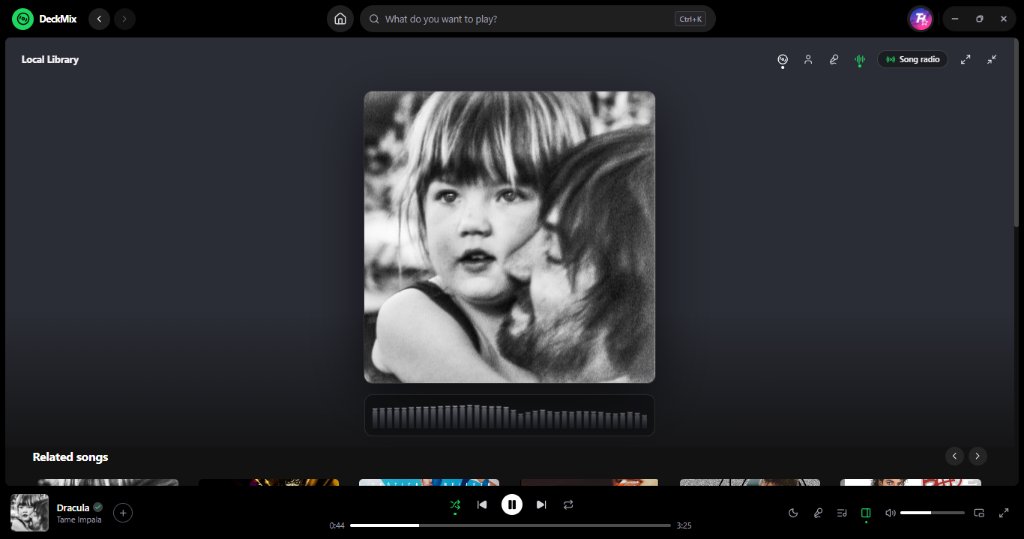 DeckMix
What do you want to play?
Ctrl+K
Local Library
Song radio
Related songs
Dracula
Tame Impala
0:44
3:25